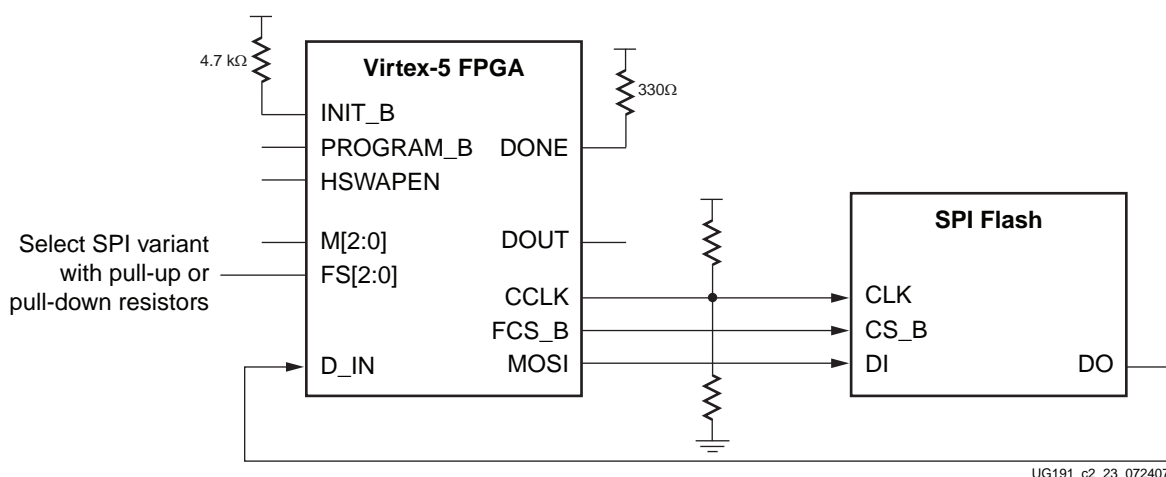 4.7 kΩ
Virtex-5 FPGA
330Ω
INIT_B
PROGRAM_B
DONE
HSWAPEN
SPI Flash
Select SPI variant
with pull-up or
pull-down resistors
M[2:0]
DOUT
FS[2:0]
CCLK
CLK
FCS_B
CS_B
D_IN
MOSI
DI
DO
UG191_c2_23_072407